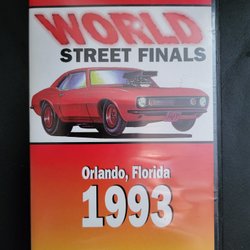 WORLD
STREET FINALS
Orlando, Florida
1993